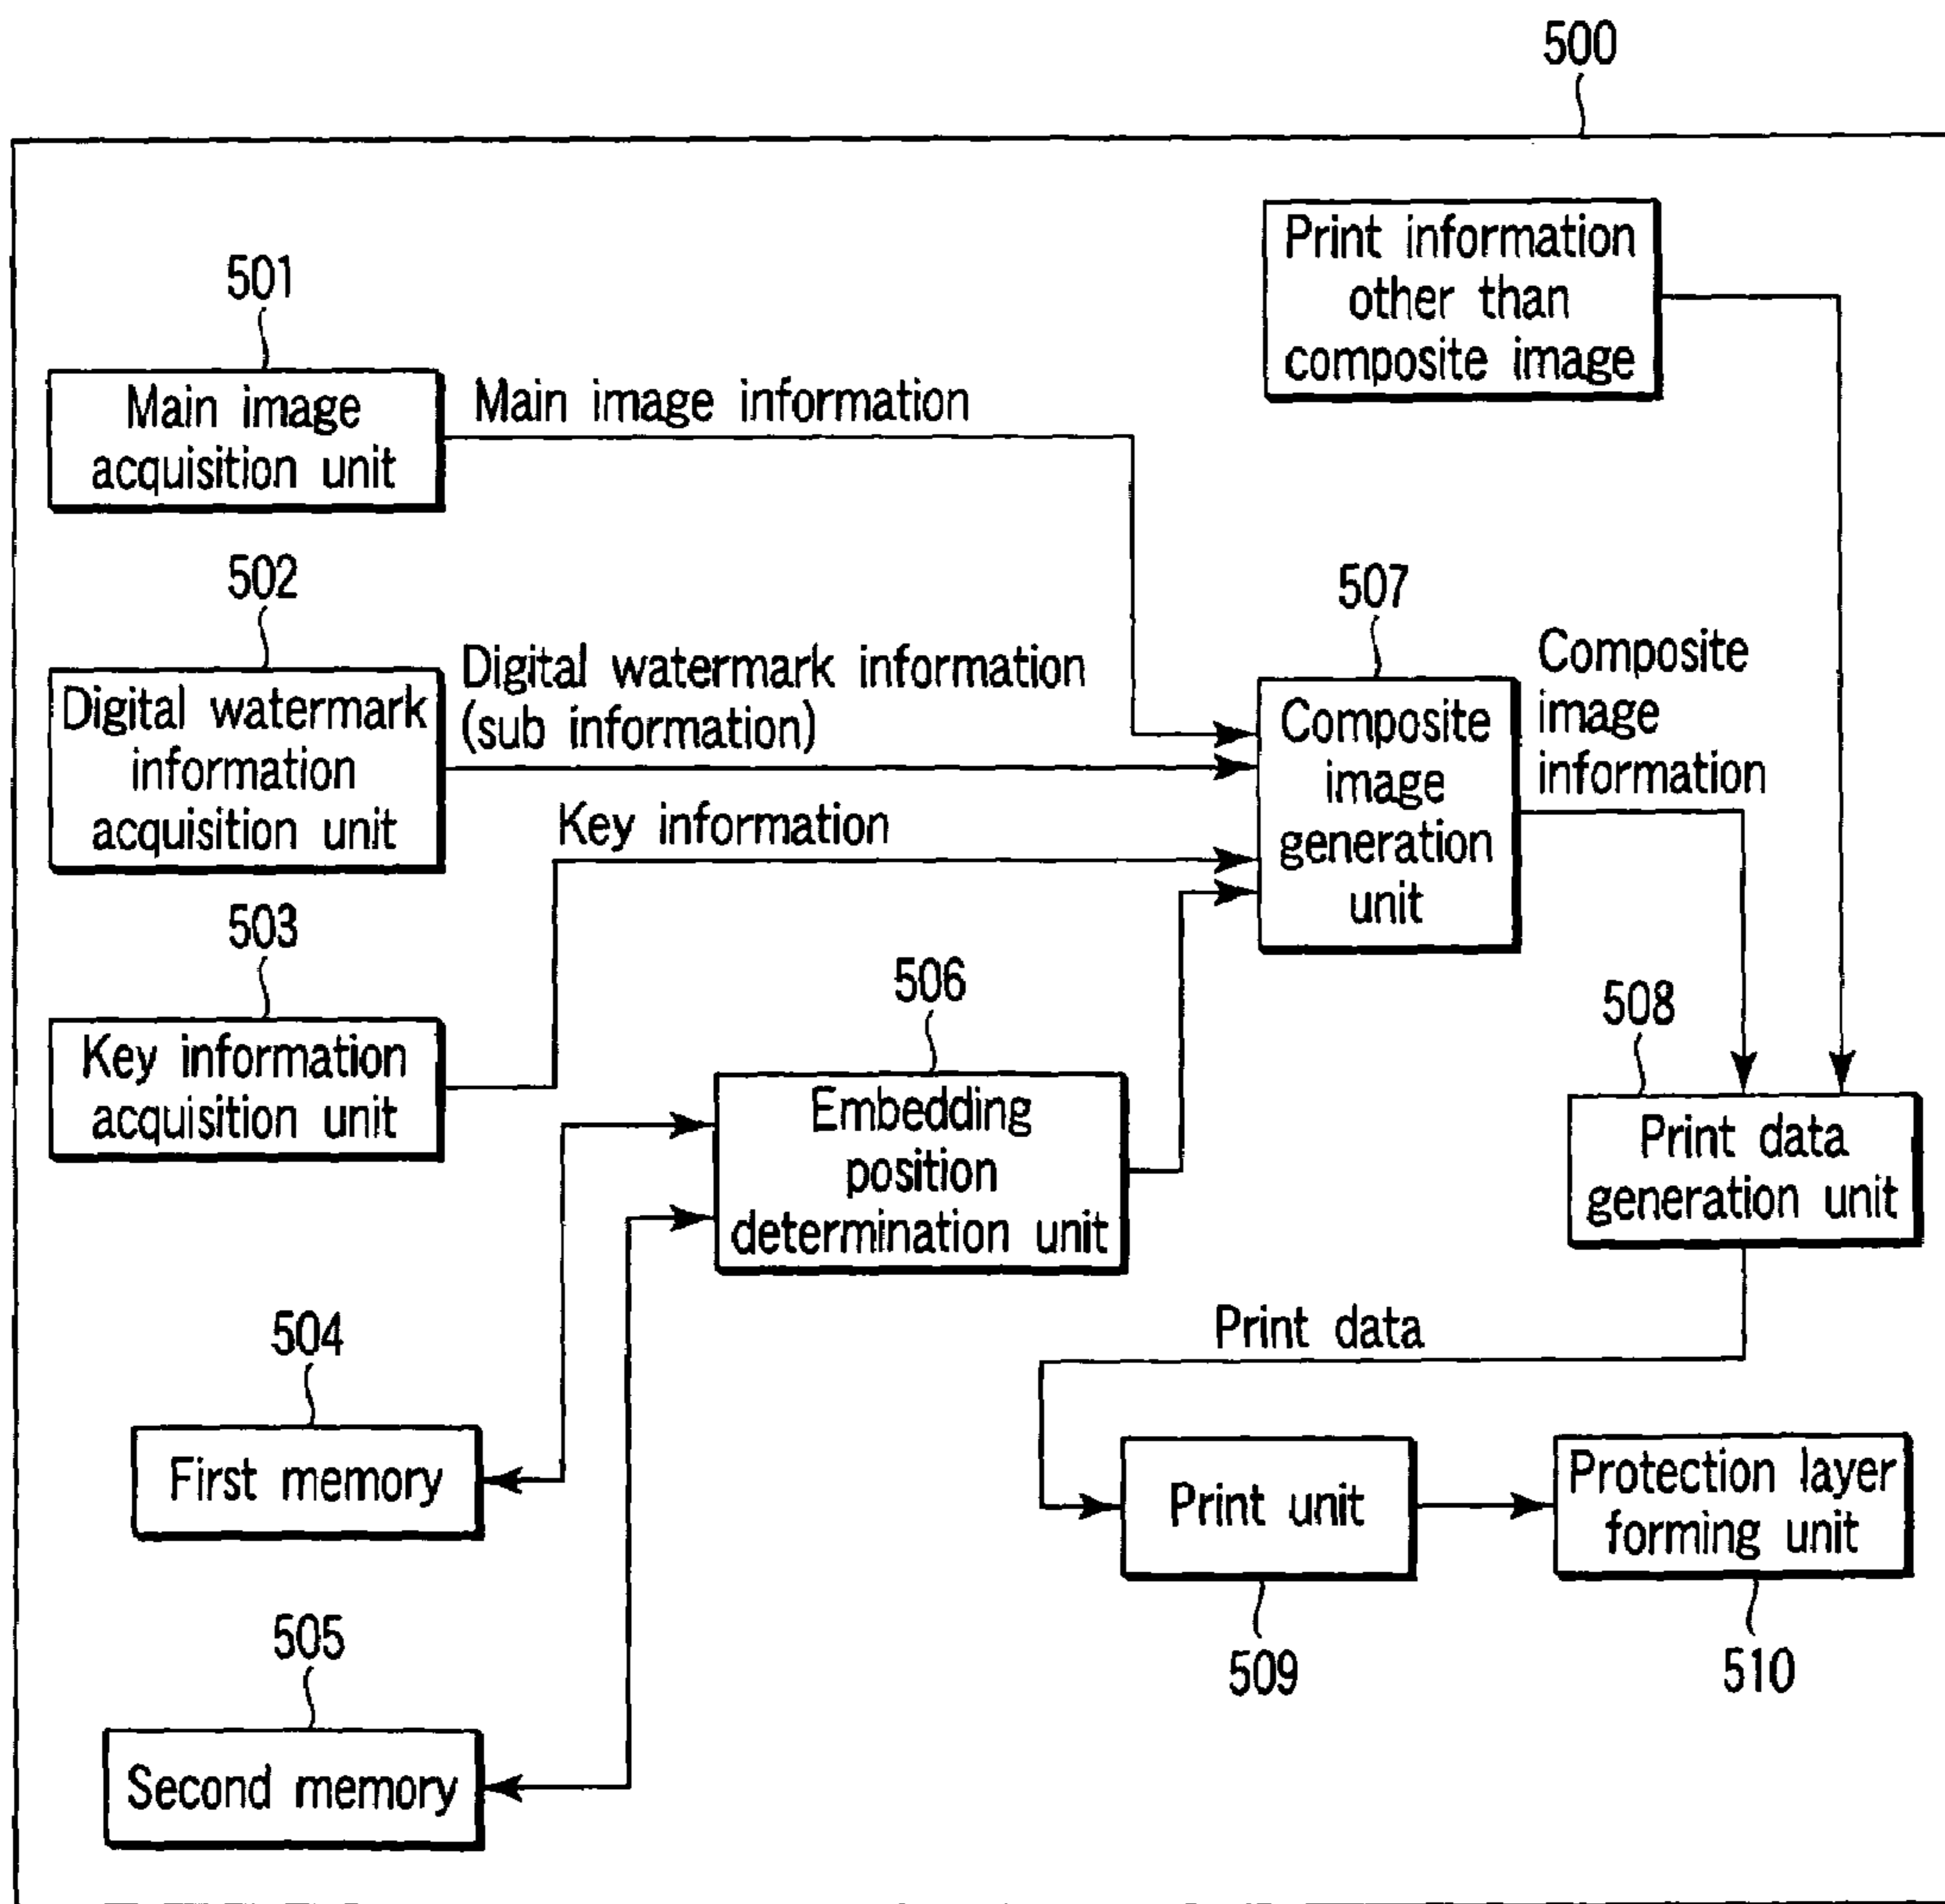 500
Print information
other than
composite image
501
Main image
acquisition unit
Main image information
502
Digital watermark
information
acquisition unit
Digital watermark information
(sub information)
507
Composite
image
generation
unit
Composite
image
information
Key information
503
Key information
acquisition unit
506
Embedding
position
determination unit
508
Print data
generation unit
504
First memory
Print data
Print unit
509
Protection layer
forming unit
510
505
Second memory